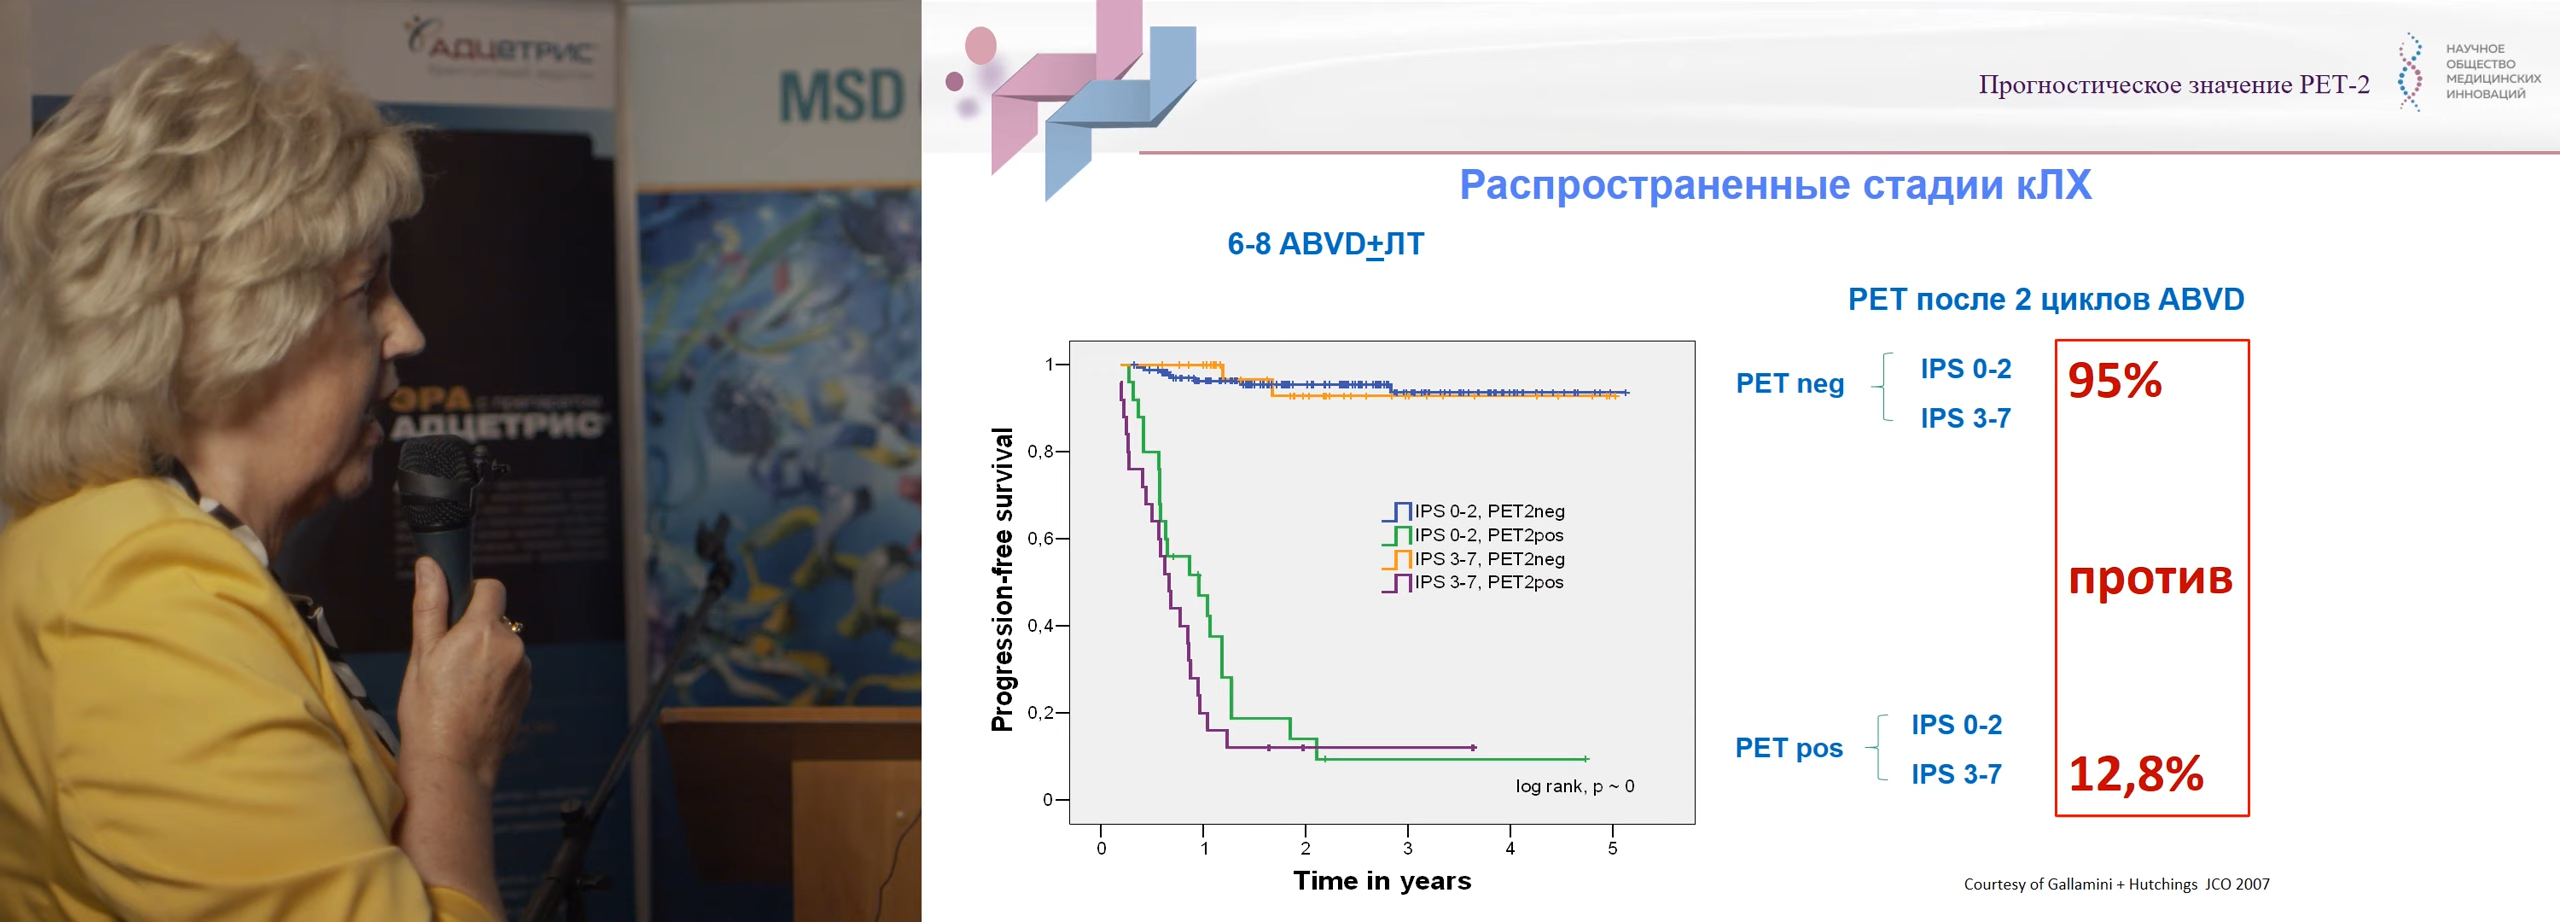 АДЦЕТРИС
MSD
ЭРА
АДЦЕТРИС
Прогностическое значение PET-2
НАУЧНОЕ
ОБЩЕСТВО
МЕДИЦИНСКИХ
ИННОВАЦИЙ
Распространенные стадии кЛХ
6-8 ABVD±ЛТ
PET после 2 циклов ABVD
Progression-free survival
1
0,8
0,6
0,4
0,2
0
IPS 0-2, PET2neg
IPS 0-2, PET2pos
IPS 3-7, PET2neg
IPS 3-7, PET2pos
log rank, p ~ 0
0 1 2 3 4 5
Time in years
PET neg
IPS 0-2
IPS 3-7
95%
против
PET pos
IPS 0-2
IPS 3-7
12,8%
Courtesy of Gallamini + Hutchings JCO 2007